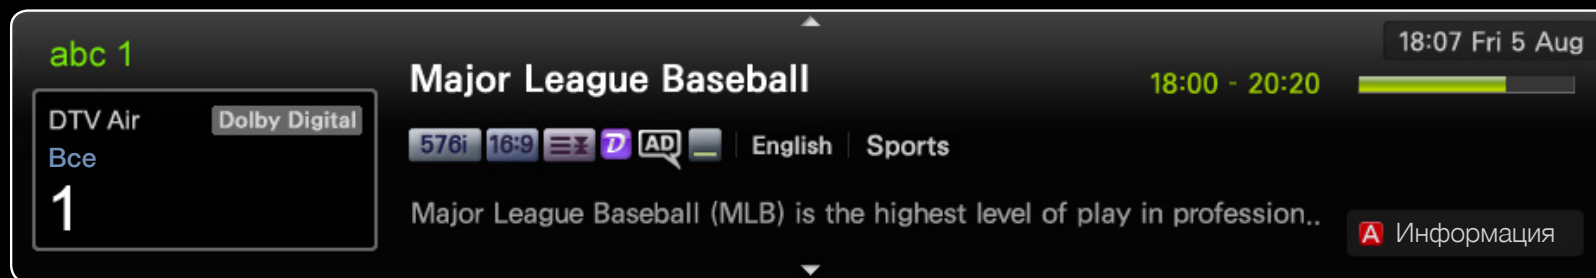 abc 1
DTV Air Dolby Digital
Все
1
Major League Baseball
18:00 - 20:20
18:07 Fri 5 Aug
576i 16:9 D AD English Sports
Major League Baseball (MLB) is the highest level of play in profession..
A Информация